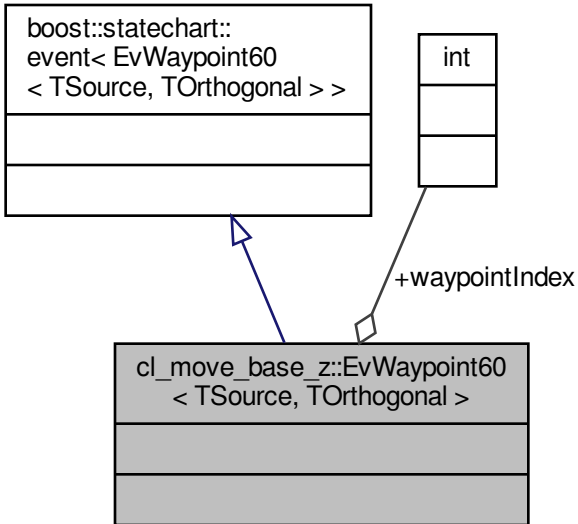 boost::statechart::
event< EvWaypoint60
< TSource, TOrthogonal > >
int
+waypointIndex
cl_move_base_z::EvWaypoint60
< TSource, TOrthogonal >